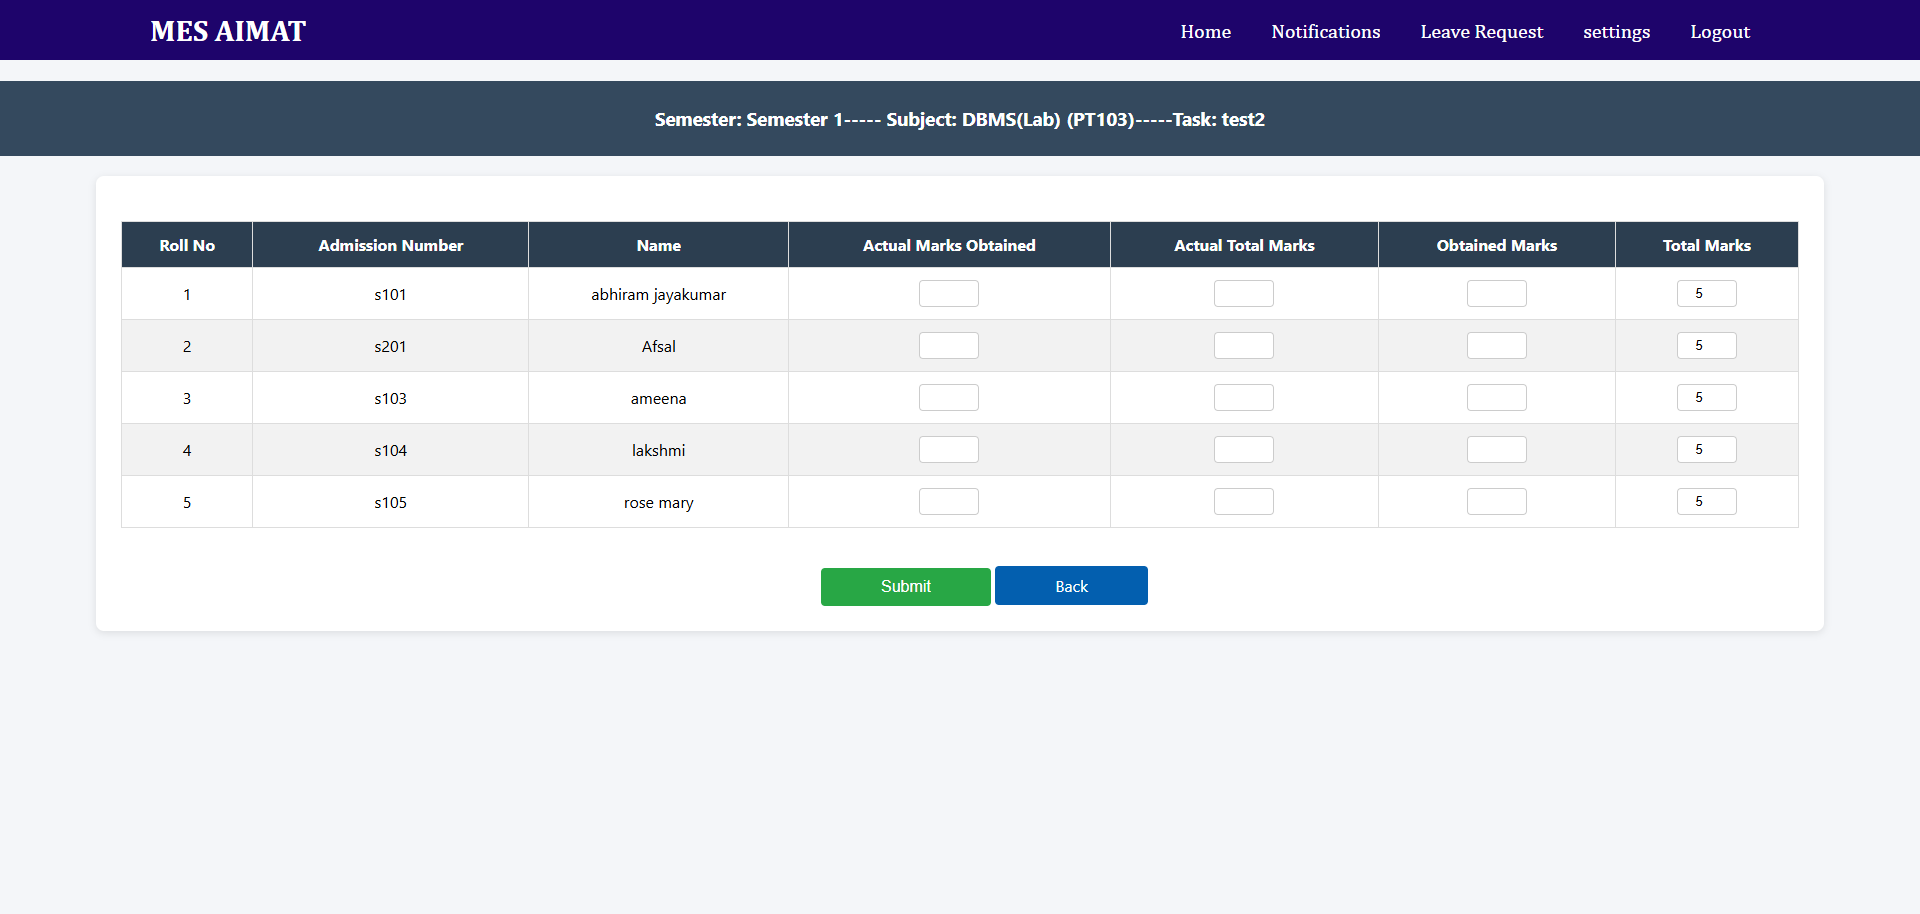 MES AIMAT Home Notifications Leave Request settings Logout
Semester: Semester 1----- Subject: DBMS(Lab) (PT103)-----Task: test2
Roll No Admission Number Name Actual Marks Obtained Actual Total Marks Obtained Marks Total Marks
1 s101 abhiram jayakumar 5
2 s201 Afsal 5
3 s103 ameena 5
4 s104 lakshmi 5
5 s105 rose mary 5
Submit Back